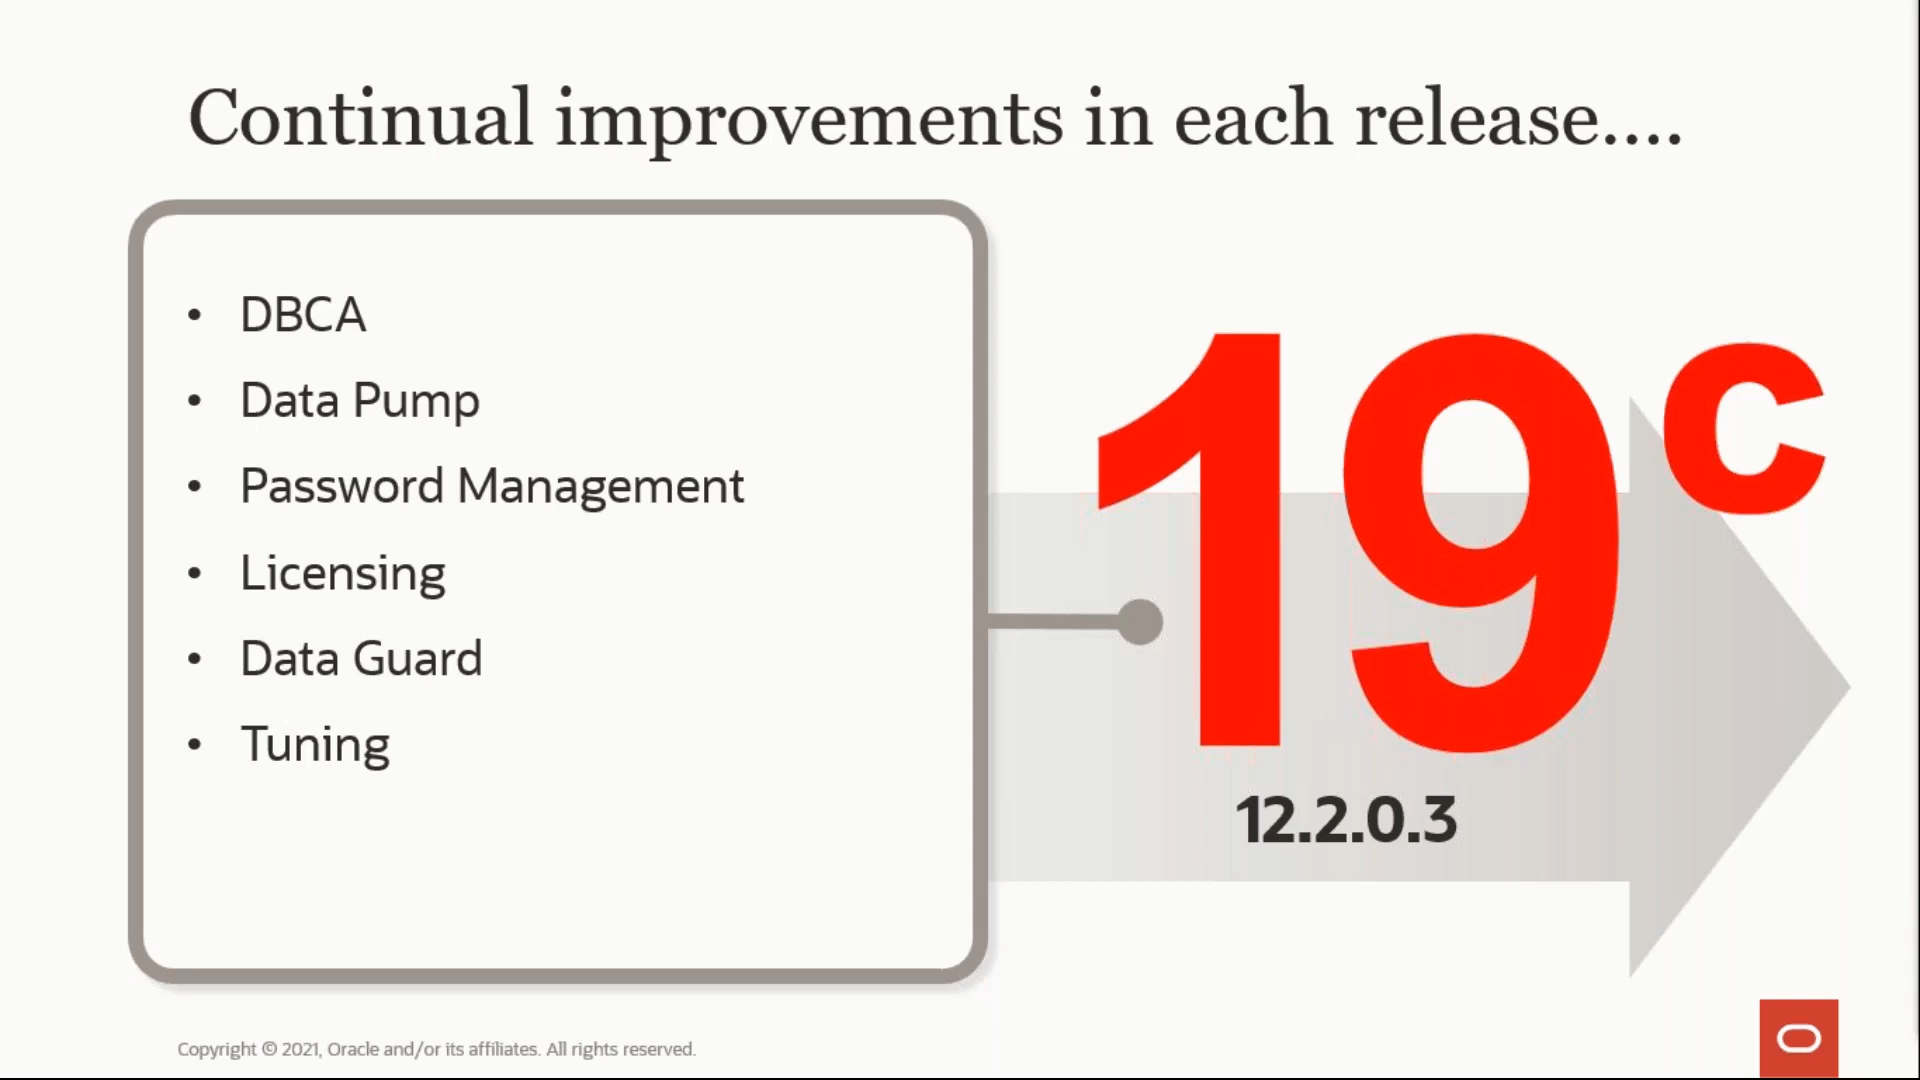 Continual improvements in each release....
• DBCA
• Data Pump
• Password Management
• Licensing
• Data Guard
• Tuning
19c
12.2.0.3
Copyright © 2021, Oracle and/or its affiliates. All rights reserved.